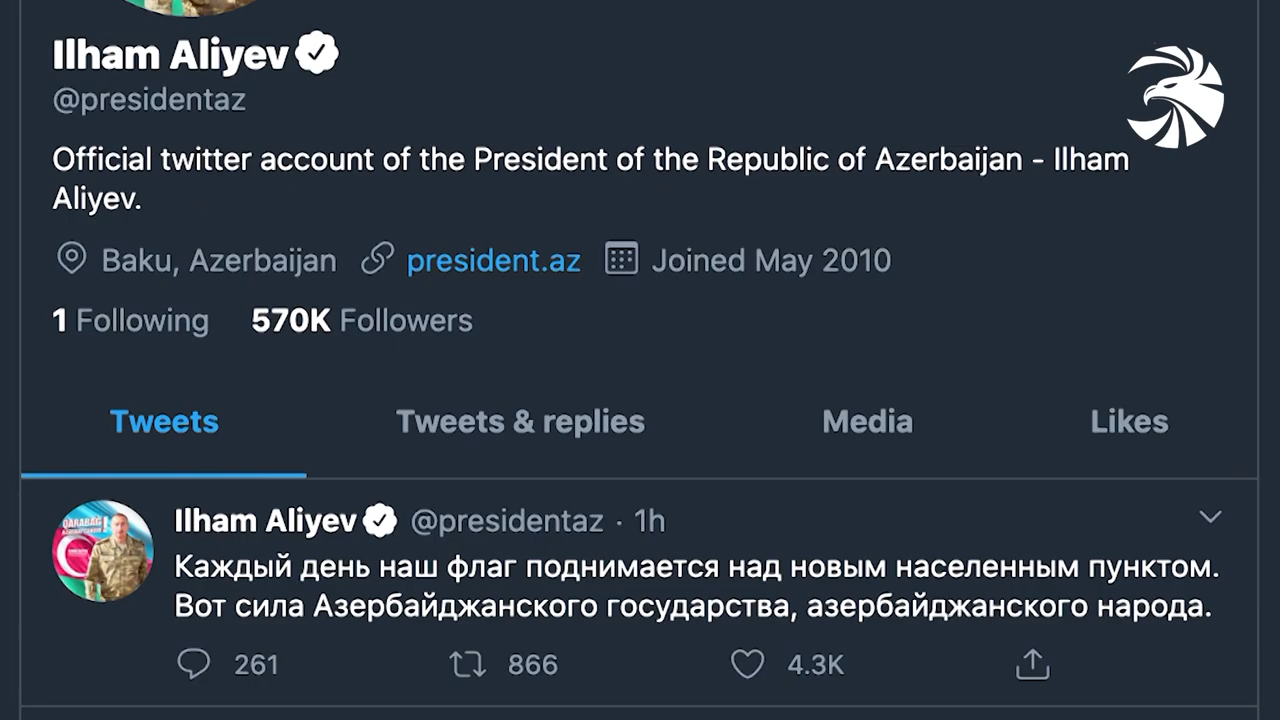 Ilham Aliyev
@presidentaz
Official twitter account of the President of the Republic of Azerbaijan - Ilham
Aliyev.
Baku, Azerbaijan president.az Joined May 2010
1 Following 570K Followers
Tweets Tweets & replies Media Likes
QARABAĞ
Ilham Aliyev @presidentaz · 1h
Каждый день наш флаг поднимается над новым населенным пунктом.
Вот сила Азербайджанского государства, азербайджанского народа.
261 866 4.3K